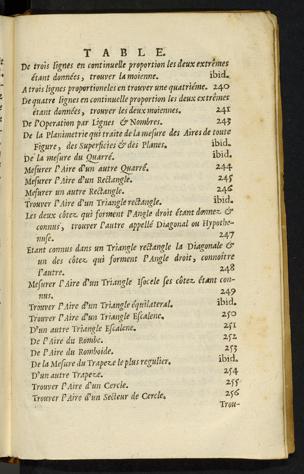 TABLE.
De trois lignes en continuelle proportion les deux extrêmes
étant données, trouver la moienne. ibid.
A trois lignes proportioneles en trouver une quatriéme. 240
De quatre lignes en continuelle proportion les deux extrêmes
étant données, trouver les deux moiennes. 241
De l'Operation par Lignes & Nombres. 243
De la Planimetrie qui traite de la mesure des Aires de toute
Figure, des Superficies & des Planes. ibid.
De la mesure du Quarré. ibid.
Mesurer l'Aire d'un autre Quarré. 244
Mesurer l'Aire d'un Rectangle. 245
Mesurer un autre Rectangle. 246
Trouver l'Aire d'un Triangle rectangle. ibid.
Les deux côtez qui forment l'Angle droit étant donnez &
connus, trouver l'autre appellé Diagonal ou Hypothe-
nuse. 247
Etant connus dans un Triangle rectangle la Diagonale &
un des côtez qui forment l'Angle droit, connoître
l'autre. 248
Mesurer l'Aire d'un Triangle Isocele ses côtez étant con-
nus. 249
Trouver l'Aire d'un Triangle équilateral. ibid.
Trouver l'Aire d'un Triangle Escalene. 250
D'un autre Triangle Escalene. 251
De l'Aire du Rombe. 252
De l'Aire du Romboide. 253
De la Mesure du Trapeze le plus regulier. ibid.
D'un autre Trapeze. 254
Trouver l'Aire d'un Cercle. 255
Trouver l'Aire d'un Secteur de Cercle. 256
Trou-